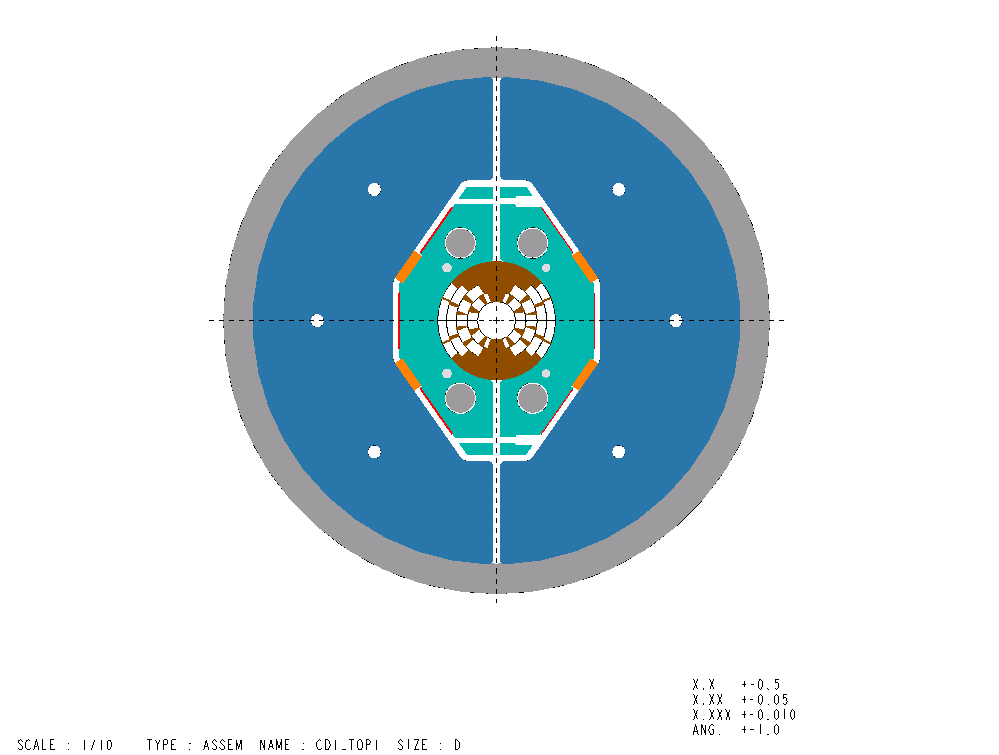 X.X +-0.5
X.XX +-0.05
X.XXX +-0.010
ANG. +-1.0
SCALE : 1/10 TYPE : ASSEM NAME : CD1_TOP1 SIZE : D